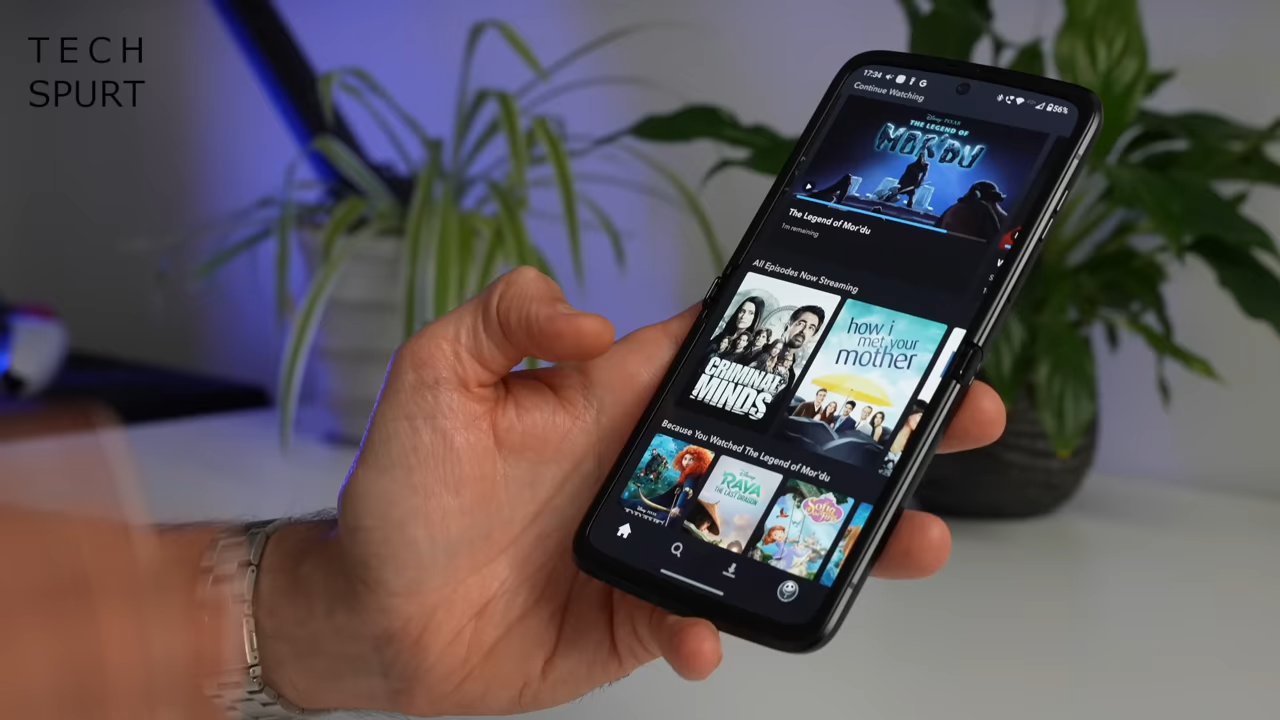 TECH
SPURT
17:34
56%
Continue Watching
Disney PIXAR
THE LEGEND OF
MOR'DU
The Legend of Mor'du
1m remaining
All Episodes Now Streaming
CRIMINAL
MINDS
how i
met your
mother
Because You Watched The Legend of Mor'du
Disney
RAYA
THE LAST DRAGON
Sofia